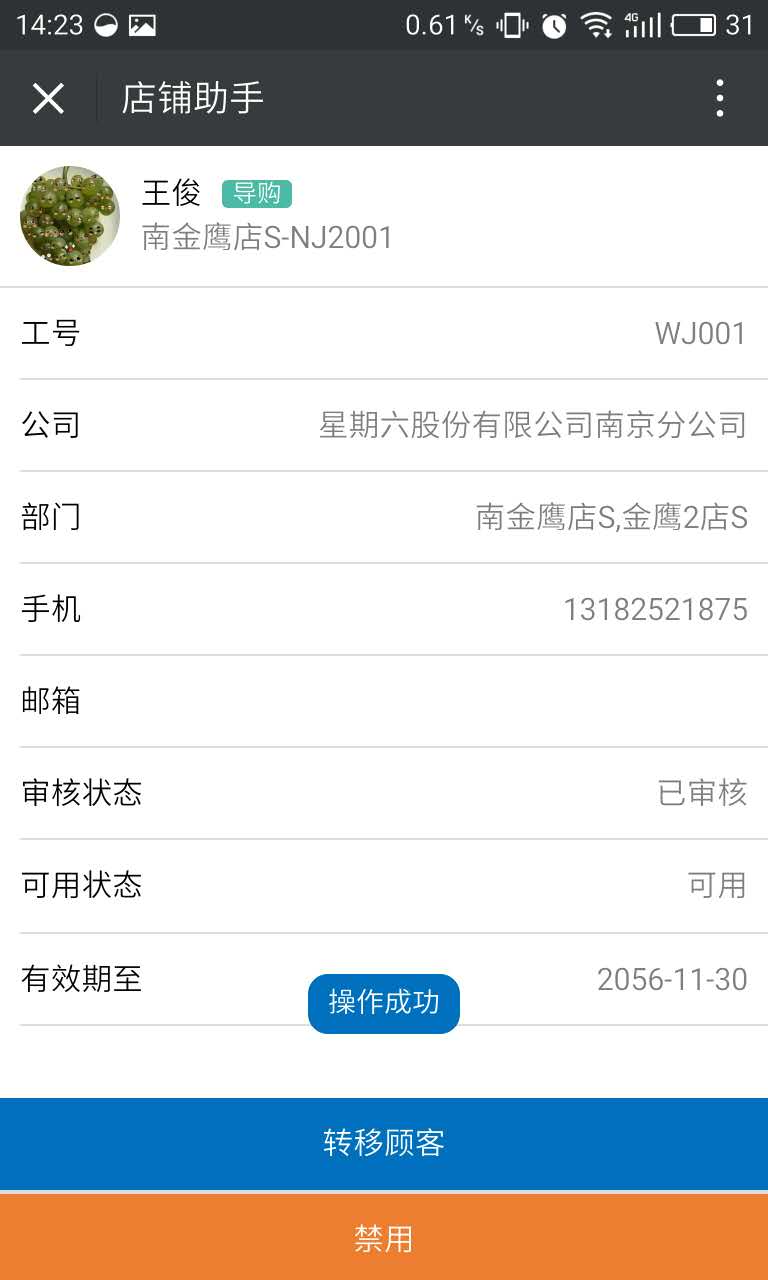 14:23 0.61 K/s 4G 31
店铺助手
王俊 导购
南金鹰店S-NJ2001
工号 WJ001
公司 星期六股份有限公司南京分公司
部门 南金鹰店S,金鹰2店S
手机 13182521875
邮箱
审核状态 已审核
可用状态 可用
有效期至 2056-11-30
操作成功
转移顾客
禁用